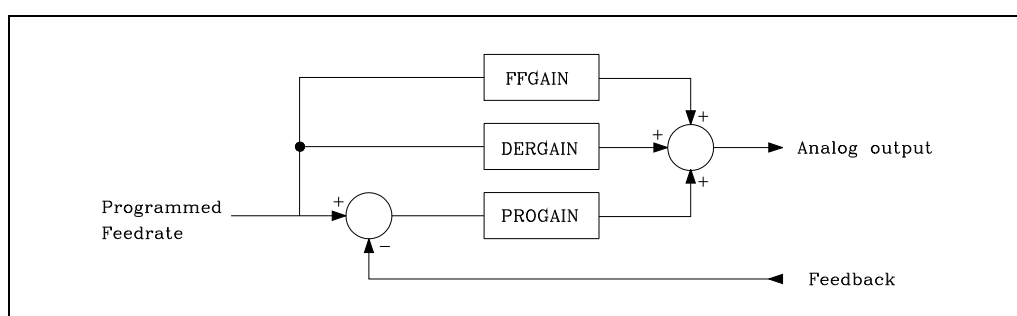 FFGAIN
+
+
DERGAIN
Analog output
+
+
PROGAIN
Programmed
Feedrate
−
Feedback